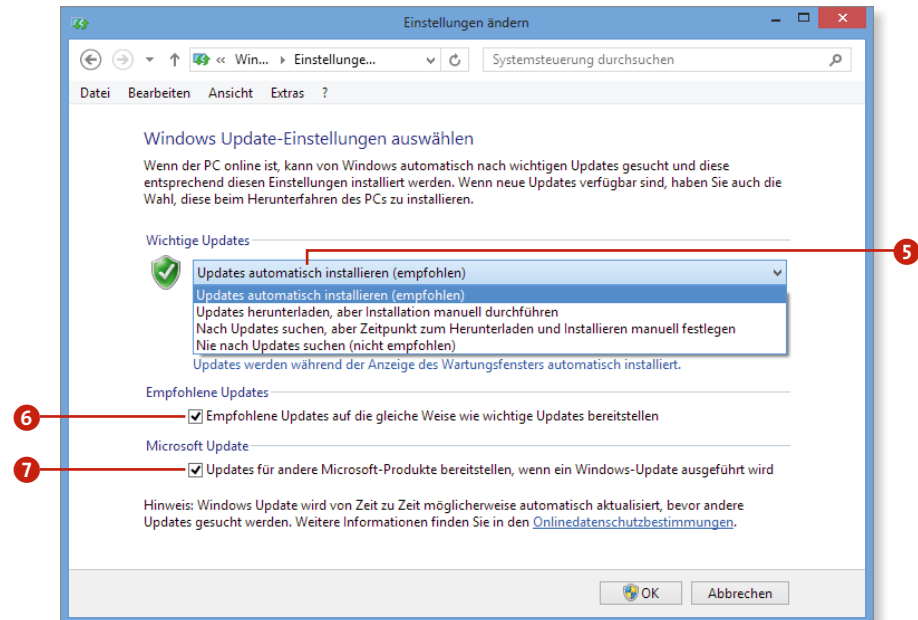 Einstellungen ändern
« Win... ▸ Einstellunge...
Systemsteuerung durchsuchen
Datei Bearbeiten Ansicht Extras ?
Windows Update-Einstellungen auswählen
Wenn der PC online ist, kann von Windows automatisch nach wichtigen Updates gesucht und diese
entsprechend diesen Einstellungen installiert werden. Wenn neue Updates verfügbar sind, haben Sie auch die
Wahl, diese beim Herunterfahren des PCs zu installieren.
Wichtige Updates
5
Updates automatisch installieren (empfohlen)
Updates automatisch installieren (empfohlen)
Updates herunterladen, aber Installation manuell durchführen
Nach Updates suchen, aber Zeitpunkt zum Herunterladen und Installieren manuell festlegen
Nie nach Updates suchen (nicht empfohlen)
Updates werden während der Anzeige des Wartungsfensters automatisch installiert.
Empfohlene Updates
6
Empfohlene Updates auf die gleiche Weise wie wichtige Updates bereitstellen
Microsoft Update
7
Updates für andere Microsoft-Produkte bereitstellen, wenn ein Windows-Update ausgeführt wird
Hinweis: Windows Update wird von Zeit zu Zeit möglicherweise automatisch aktualisiert, bevor andere
Updates gesucht werden. Weitere Informationen finden Sie in den Onlinedatenschutzbestimmungen.
OK Abbrechen